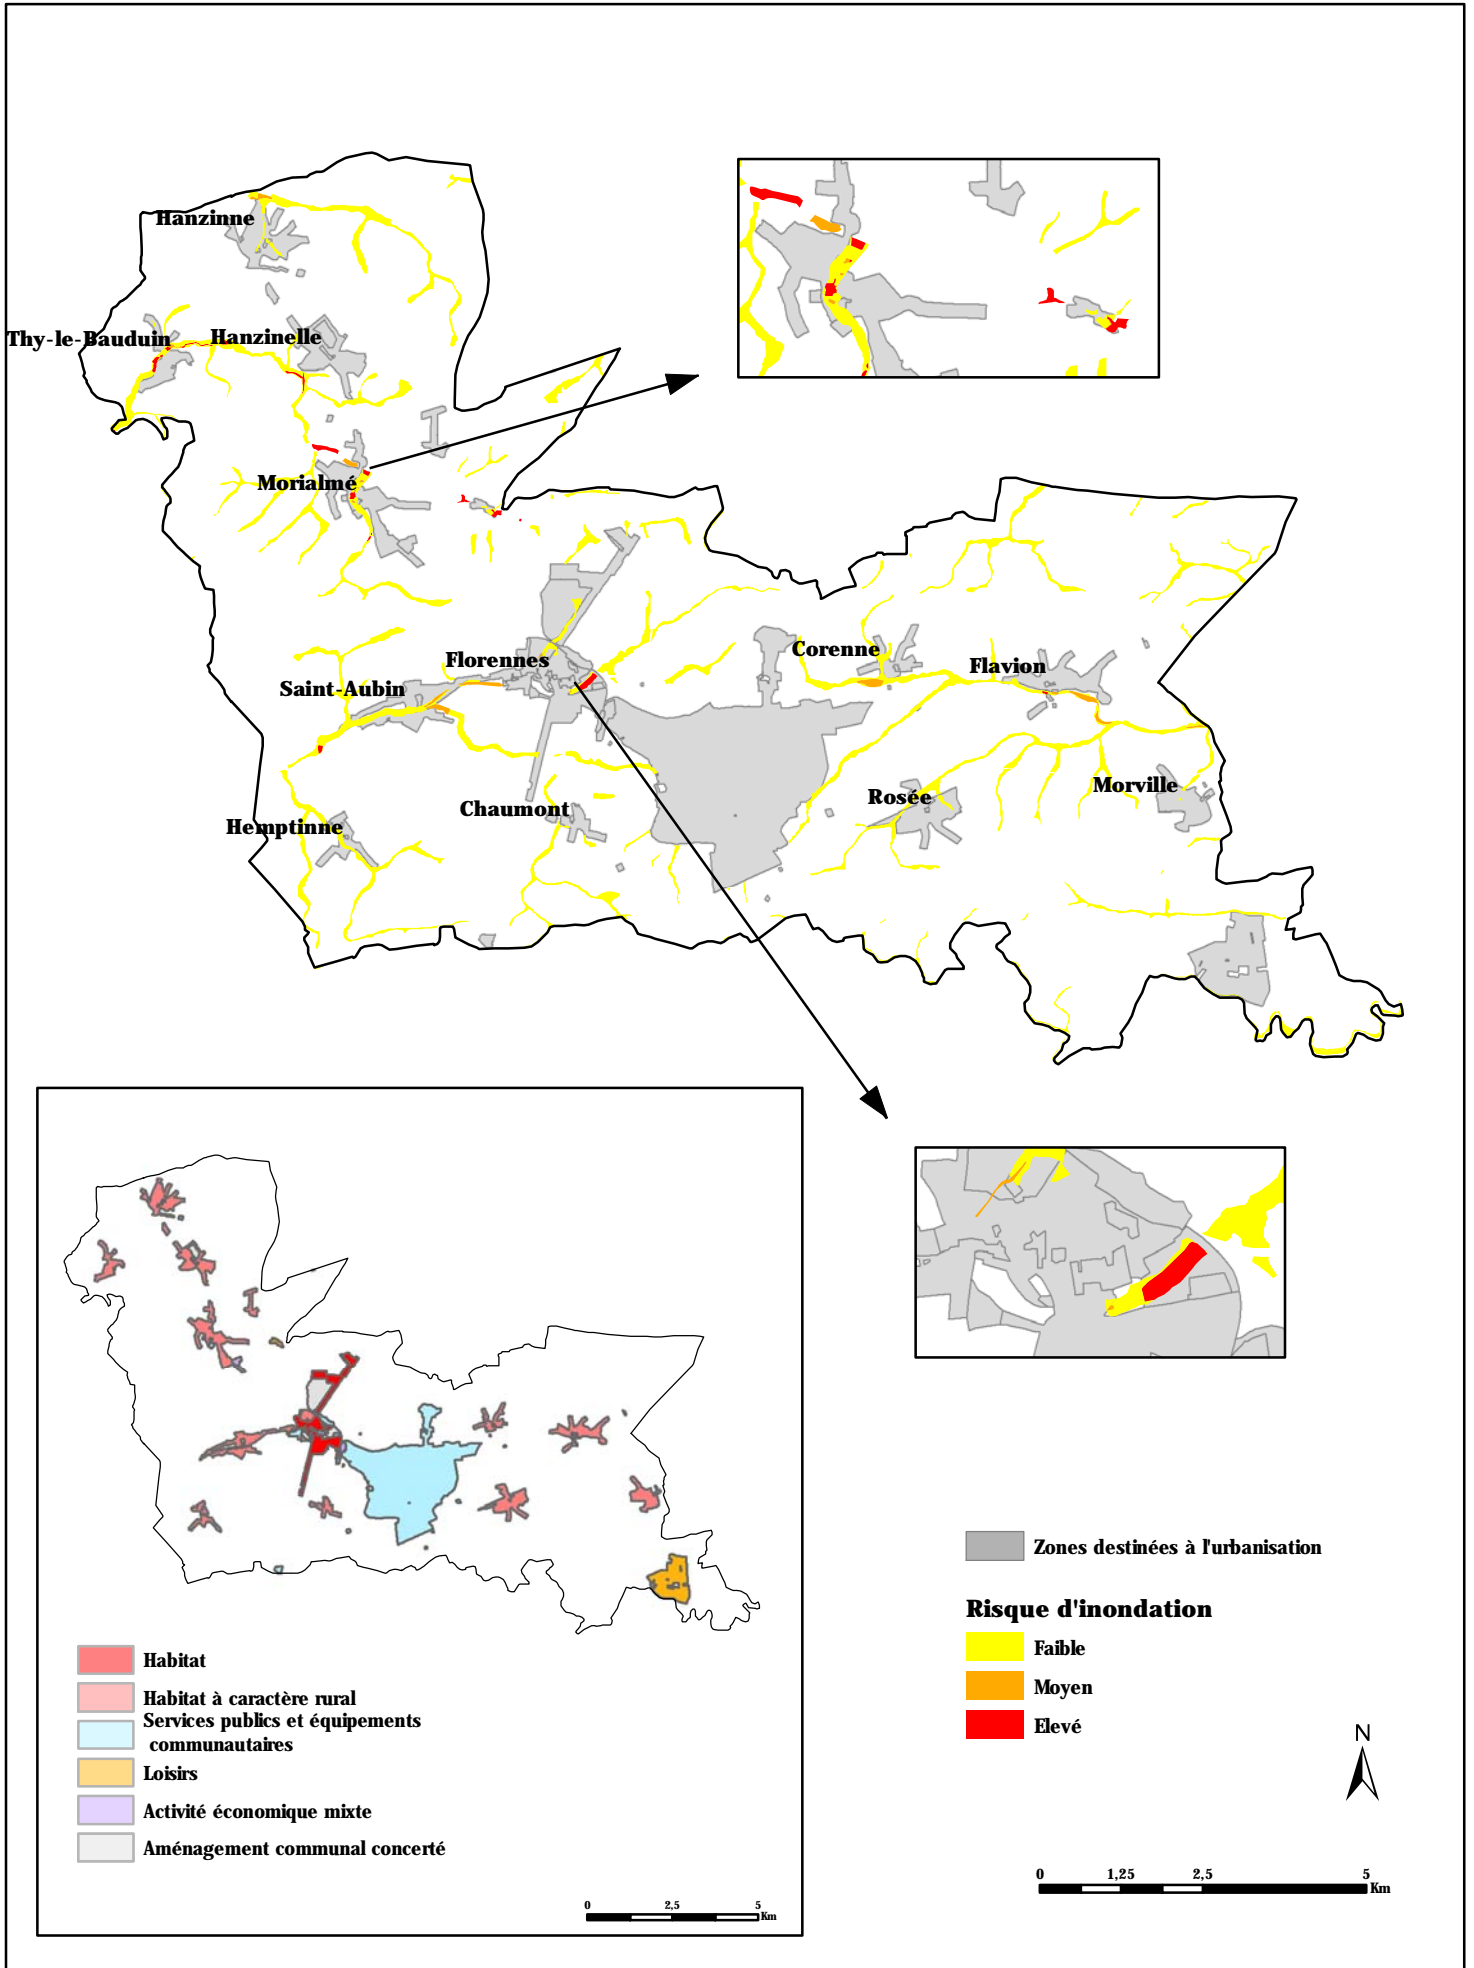 Hanzinne
Thy-le-Bauduin
Hanzinelle
Morialmé
Florennes
Saint-Aubin
Corenne
Flavion
Chaumont
Rosée
Morville
Hemptinne
Habitat
Habitat à caractère rural
Services publics et équipements
communautaires
Loisirs
Activité économique mixte
Aménagement communal concerté
0 2,5 5
Km
Zones destinées à l'urbanisation
Risque d'inondation
Faible
Moyen
Elevé
N
0 1,25 2,5 5
Km